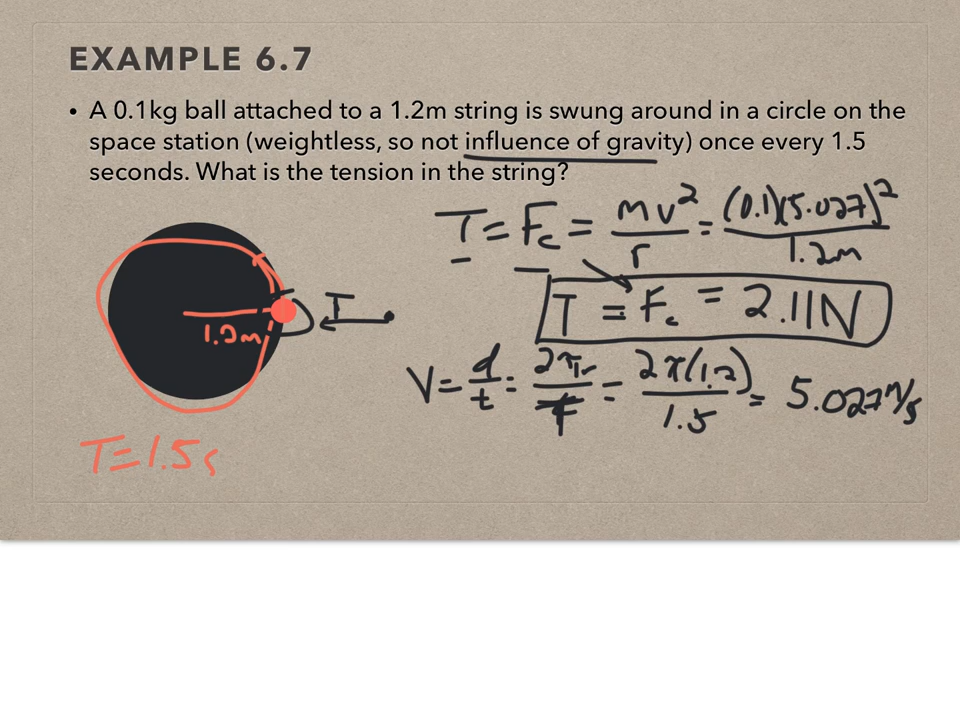 EXAMPLE 6.7
• A 0.1kg ball attached to a 1.2m string is swung around in a circle on the
space station (weightless, so not influence of gravity) once every 1.5
seconds. What is the tension in the string?
T = Fc = mv²/r = (0.1)(5.027)²/1.2m
T = Fc = 2.11N
T
1.2m
V = d/t = 2πr/T = 2π(1.2)/1.5 = 5.027m/s
T = 1.5s